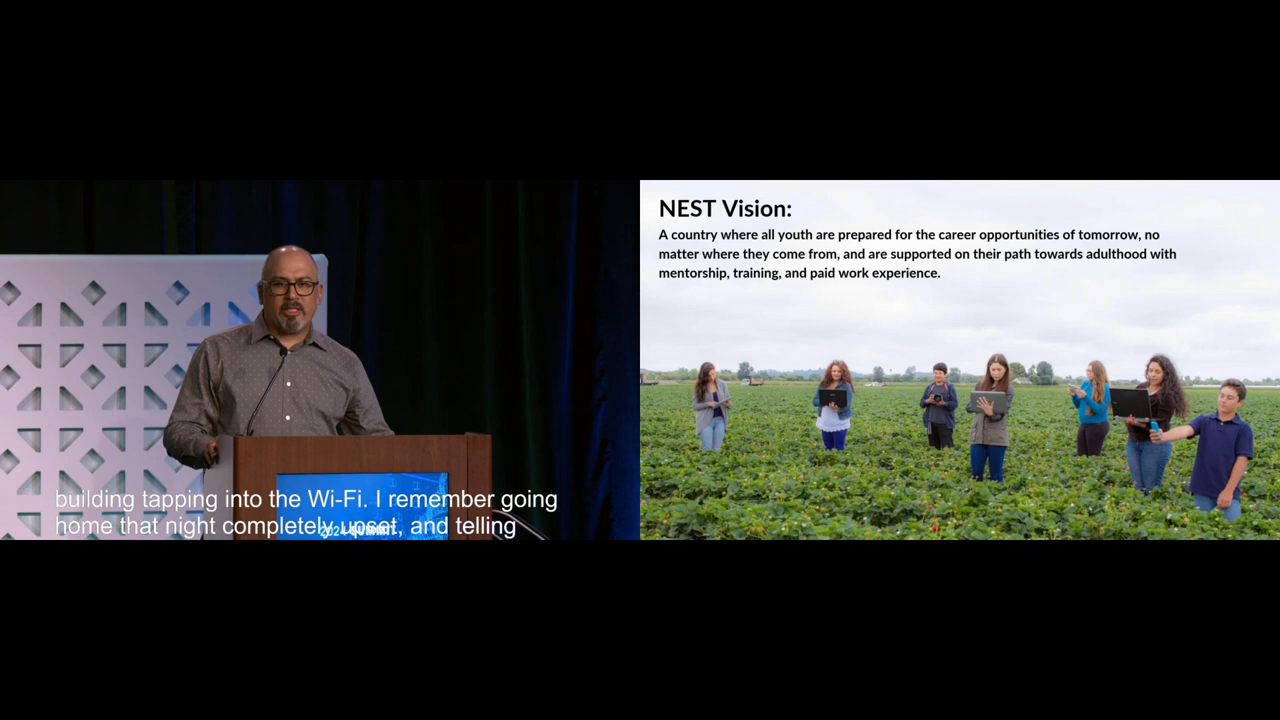 building tapping into the Wi-Fi. I remember going
home that night completely upset, and telling
2024 SUMMIT
NEST Vision:
A country where all youth are prepared for the career opportunities of tomorrow, no
matter where they come from, and are supported on their path towards adulthood with
mentorship, training, and paid work experience.